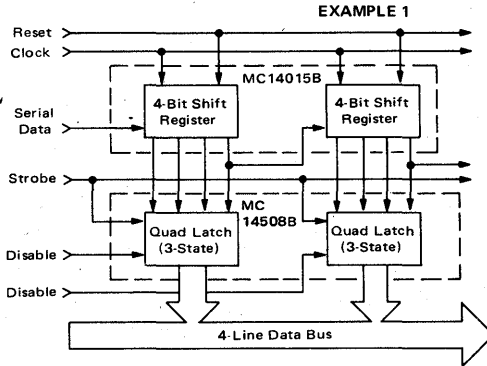 EXAMPLE 1
Reset
Clock
MC14015B
4-Bit Shift
Register
4-Bit Shift
Register
Serial
Data
Strobe
MC
14508B
Quad Latch
(3-State)
Quad Latch
(3-State)
Disable
Disable
4-Line Data Bus